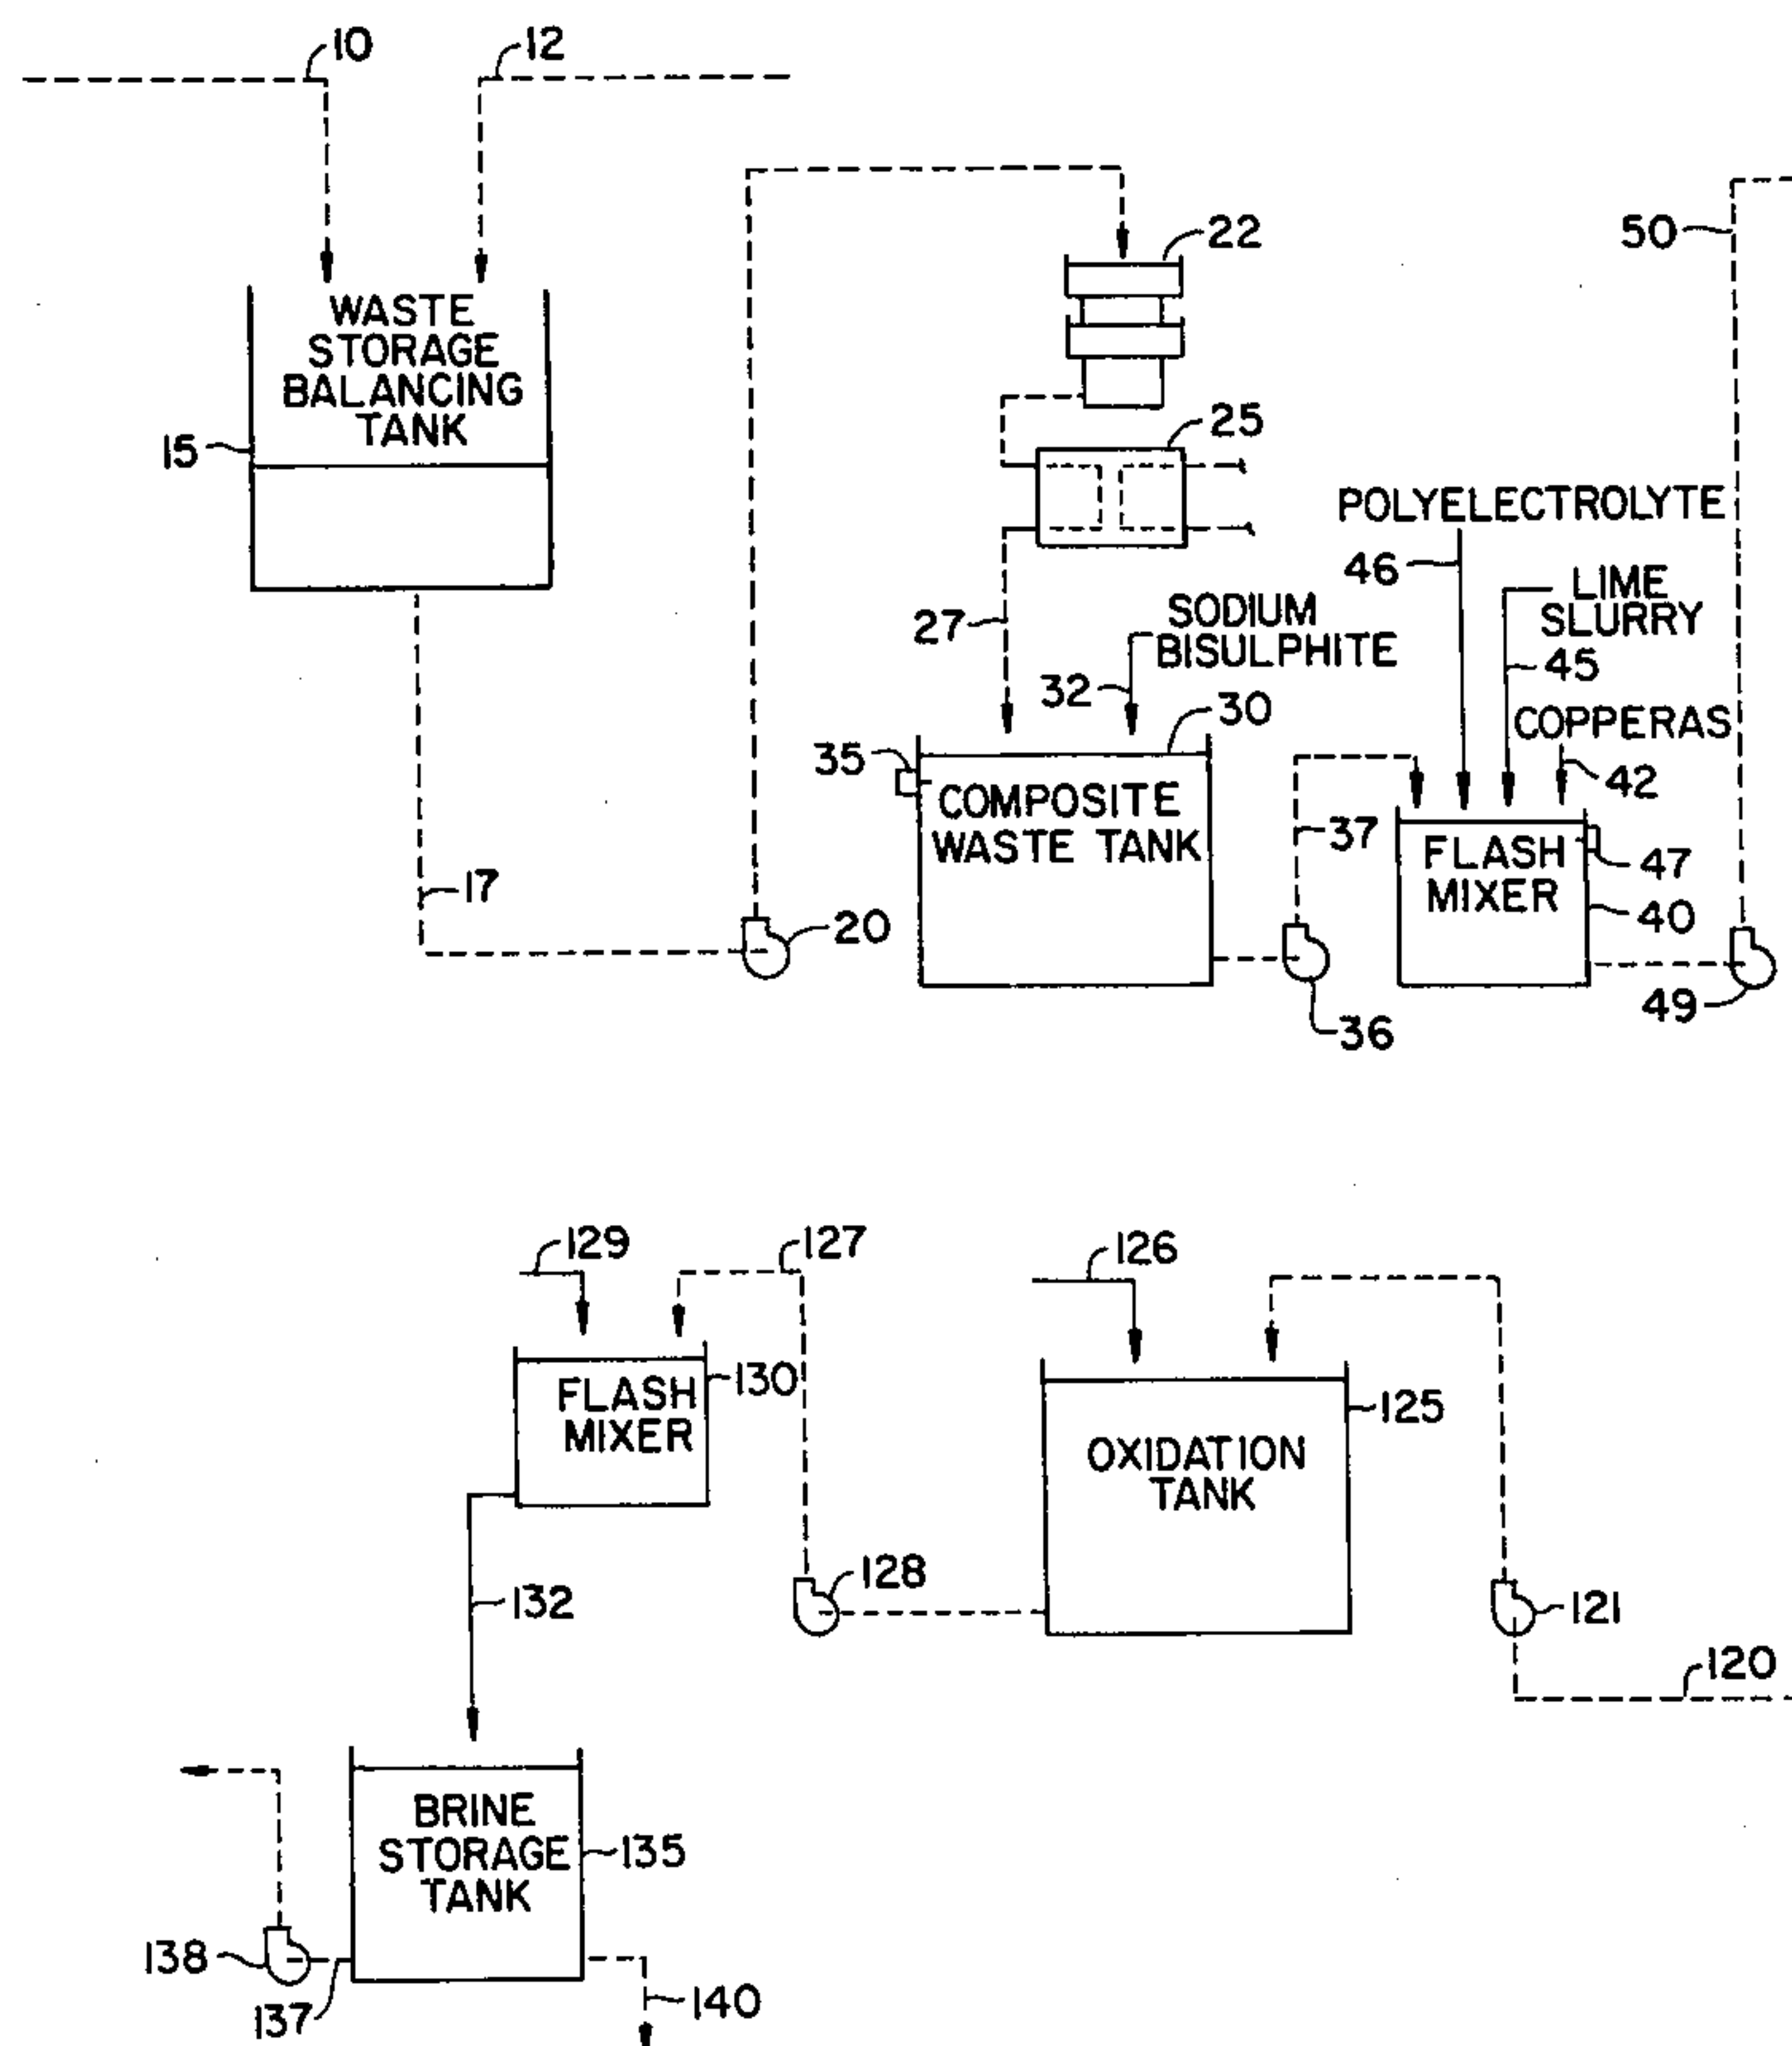 10
12
22
50
WASTE
STORAGE
BALANCING
TANK
15
25
POLYELECTROLYTE
46
LIME
SLURRY
45
27
SODIUM
BISULPHITE
32
30
COPPERAS
42
35
COMPOSITE
WASTE TANK
37
FLASH
MIXER
47
40
17
20
36
49
129
127
126
FLASH
MIXER
130
125
OXIDATION
TANK
128
121
132
120
BRINE
STORAGE
TANK
135
138
137
140